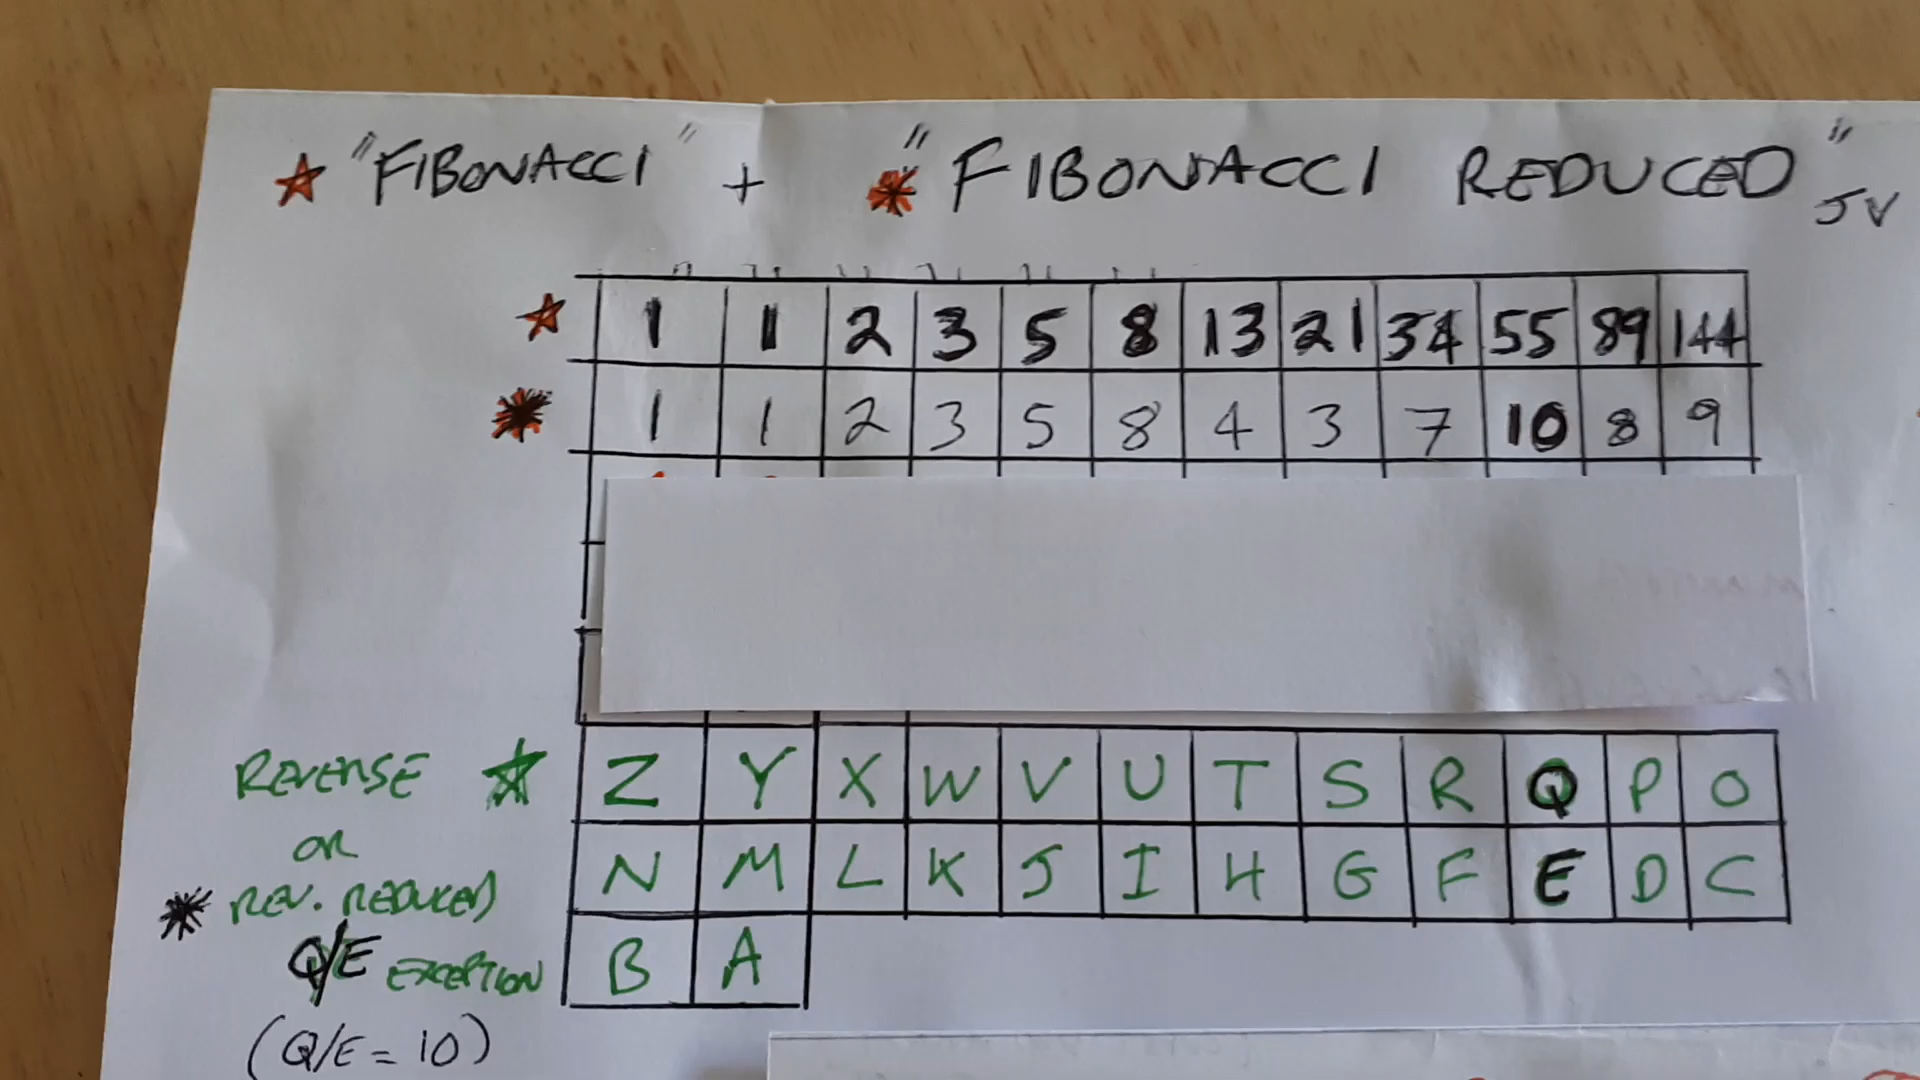 "FIBONACCI" + "FIBONACCI REDUCED" JV
1 1 2 3 5 8 13 21 34 55 89 144
1 1 2 3 5 8 4 3 7 10 8 9
REVERSE Z Y X W V U T S R Q P O
OR
REV. REDUCED N M L K J I H G F E D C
Q/E EXCEPTION B A
(Q/E = 10)